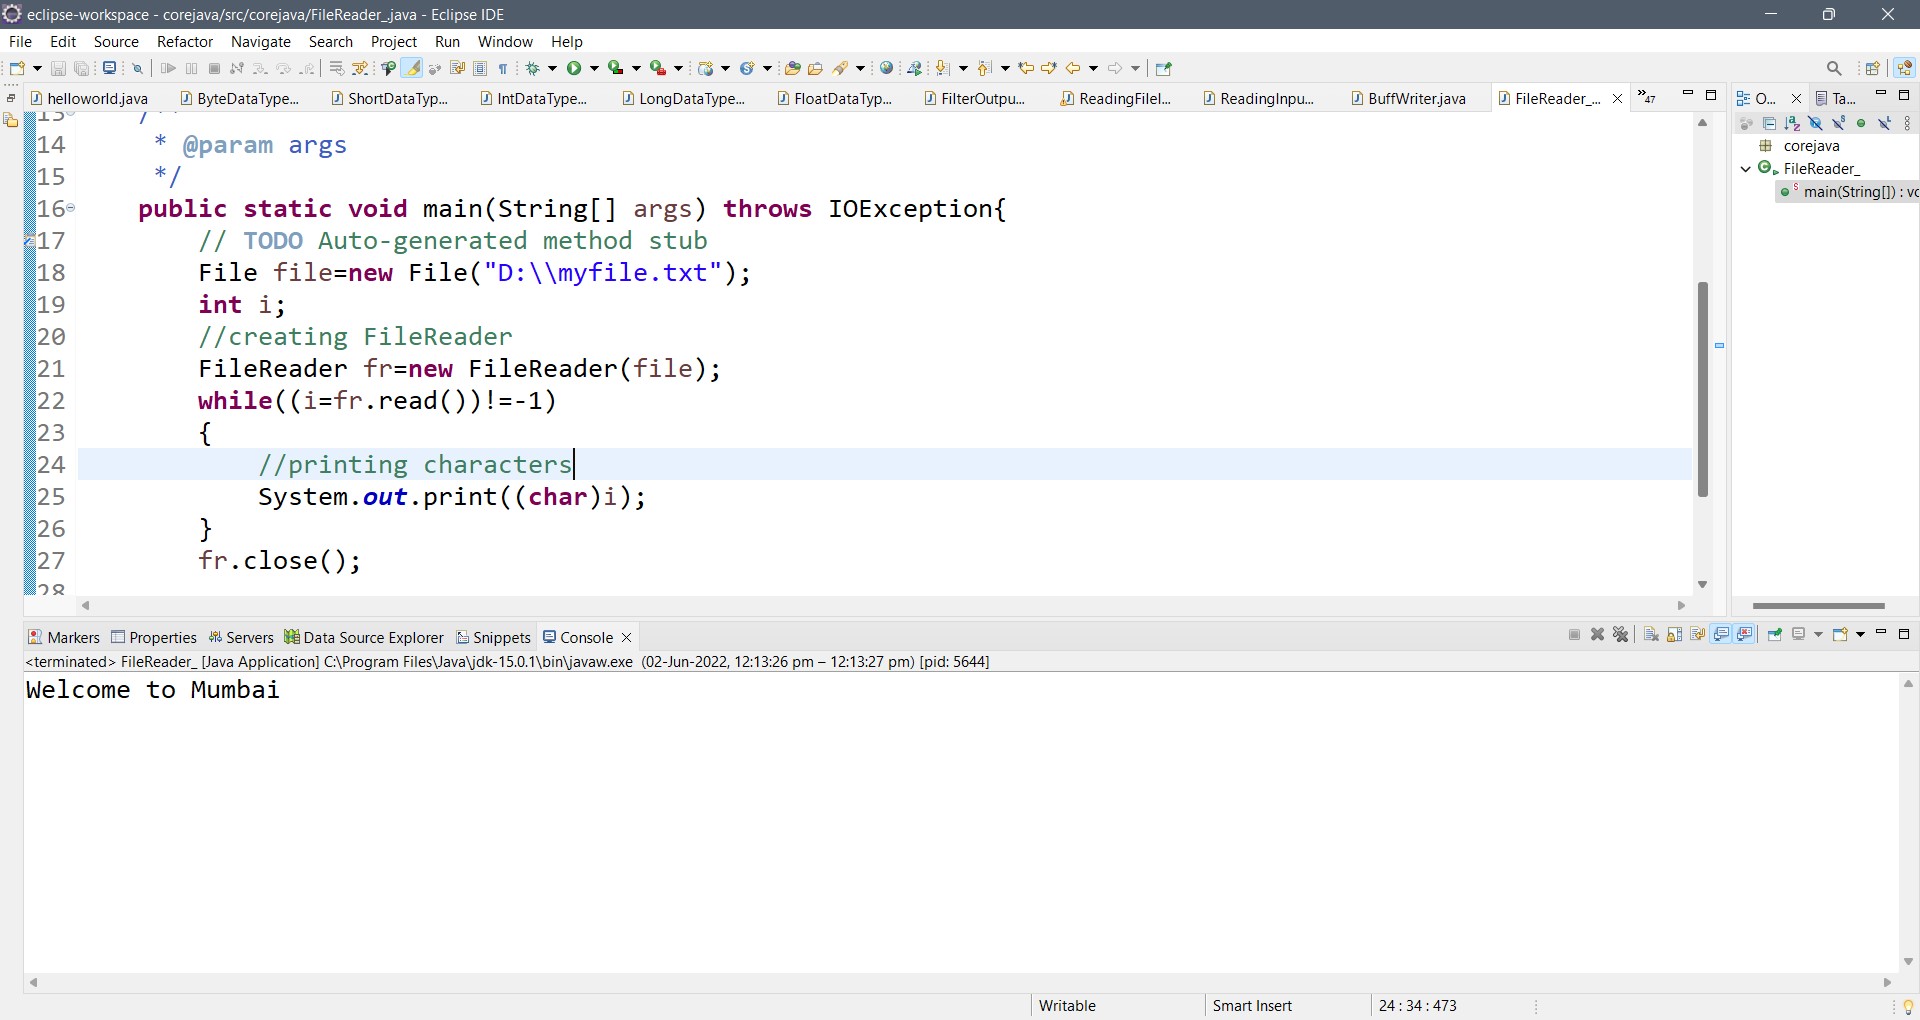 eclipse-workspace - corejava/src/corejava/FileReader_.java - Eclipse IDE
File Edit Source Refactor Navigate Search Project Run Window Help
helloworld.java ByteDataType... ShortDataTyp... IntDataType... LongDataType... FloatDataTyp... FilterOutpu... ReadingFileI... ReadingInpu... BuffWriter.java FileReader_... »47 O... Ta...
13 /**
14 * @param args
15 */
16 public static void main(String[] args) throws IOException{
17 // TODO Auto-generated method stub
18 File file=new File("D:\\myfile.txt");
19 int i;
20 //creating FileReader
21 FileReader fr=new FileReader(file);
22 while((i=fr.read())!=-1)
23 {
24 //printing characters
25 System.out.print((char)i);
26 }
27 fr.close();
28
corejava
FileReader_
main(String[]) : vo
Markers Properties Servers Data Source Explorer Snippets Console
<terminated> FileReader_ [Java Application] C:\Program Files\Java\jdk-15.0.1\bin\javaw.exe (02-Jun-2022, 12:13:26 pm – 12:13:27 pm) [pid: 5644]
Welcome to Mumbai
Writable Smart Insert 24 : 34 : 473